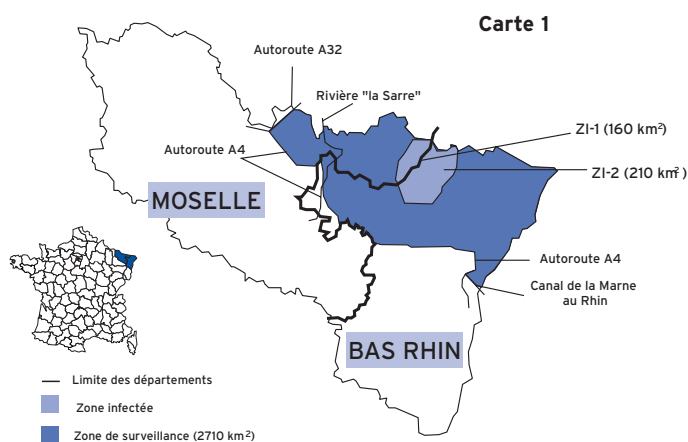 Carte 1
Autoroute A32
Rivière "la Sarre"
ZI-1 (160 km²)
Autoroute A4
ZI-2 (210 km²)
MOSELLE
Autoroute A4
Canal de la Marne
au Rhin
BAS RHIN
Limite des départements
Zone infectée
Zone de surveillance (2710 km²)